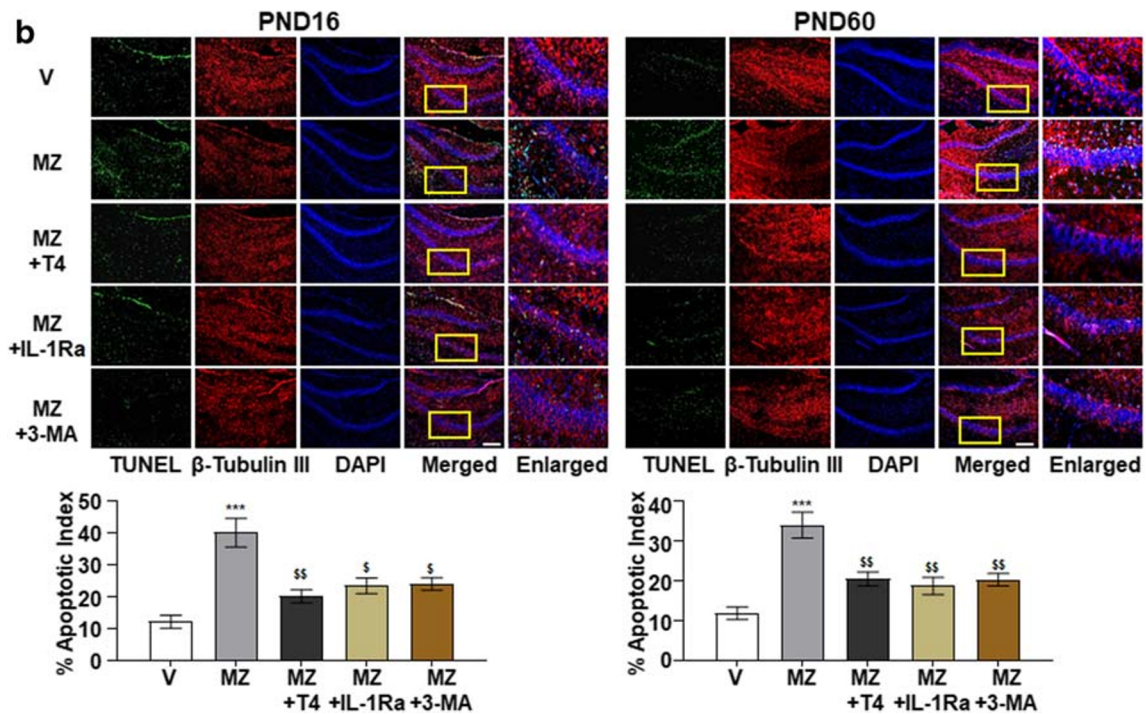 b
PND16 PND60
V
MZ
MZ
+T4
MZ
+IL-1Ra
MZ
+3-MA
TUNEL β-Tubulin III DAPI Merged Enlarged TUNEL β-Tubulin III DAPI Merged Enlarged
% Apoptotic Index
50
40
30
20
10
0
***
$$
$
$
V MZ MZ MZ MZ
+T4 +IL-1Ra +3-MA
% Apoptotic Index
40
30
20
10
0
***
$$
$$
$$
V MZ MZ MZ MZ
+T4 +IL-1Ra +3-MA